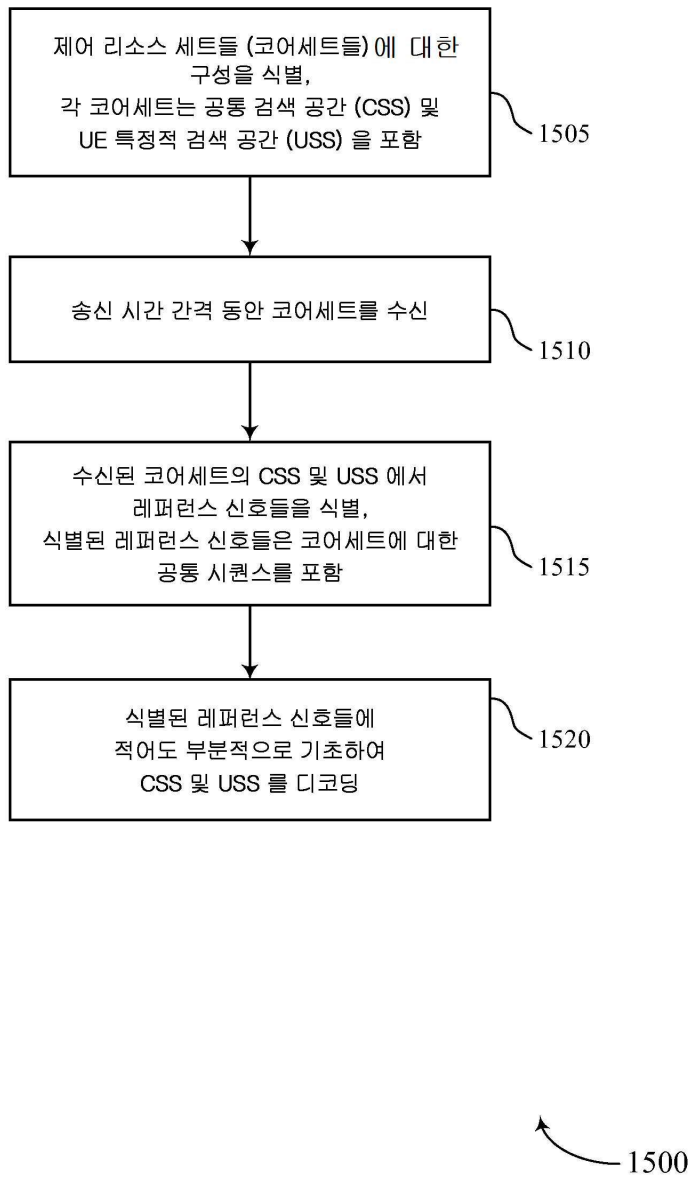 제어 리소스 세트들 (코어세트들)에 대한
구성을 식별,
각 코어세트는 공통 검색 공간 (CSS) 및
UE 특정적 검색 공간 (USS) 을 포함
1505
송신 시간 간격 동안 코어세트를 수신
1510
수신된 코어세트의 CSS 및 USS 에서
레퍼런스 신호들을 식별,
식별된 레퍼런스 신호들은 코어세트에 대한
공통 시퀀스를 포함
1515
식별된 레퍼런스 신호들에
적어도 부분적으로 기초하여
CSS 및 USS 를 디코딩
1520
1500